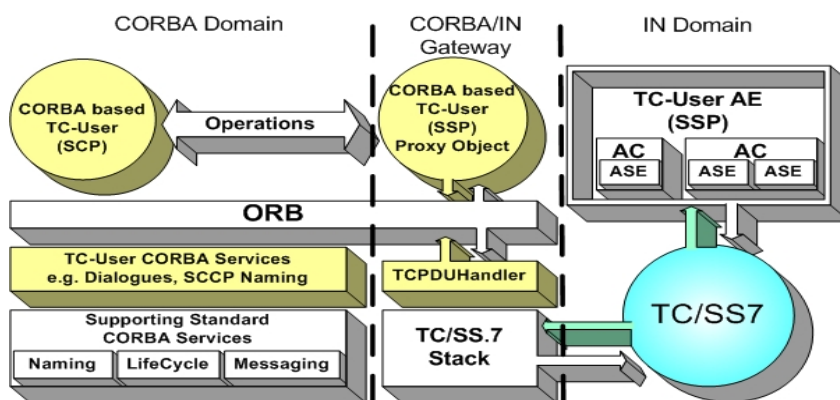 CORBA Domain
CORBA/IN
Gateway
IN Domain
CORBA based
TC-User
(SCP)
Operations
CORBA based
TC-User
(SSP)
Proxy Object
TC-User AE
(SSP)
AC
ASE
AC
ASE
ASE
ORB
TC-User CORBA Services
e.g. Dialogues, SCCP Naming
TCPDUHandler
TC/SS7
Supporting Standard
CORBA Services
Naming
LifeCycle
Messaging
TC/SS.7
Stack